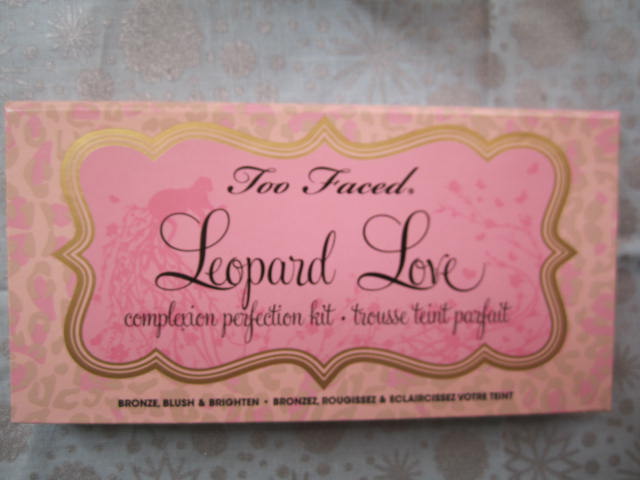 Too Faced®
Leopard Love
complexion perfection kit • trousse teint parfait
BRONZE, BLUSH & BRIGHTEN • BRONZEZ, ROUGISSEZ & ECLAIRCISSEZ VOTRE TEINT